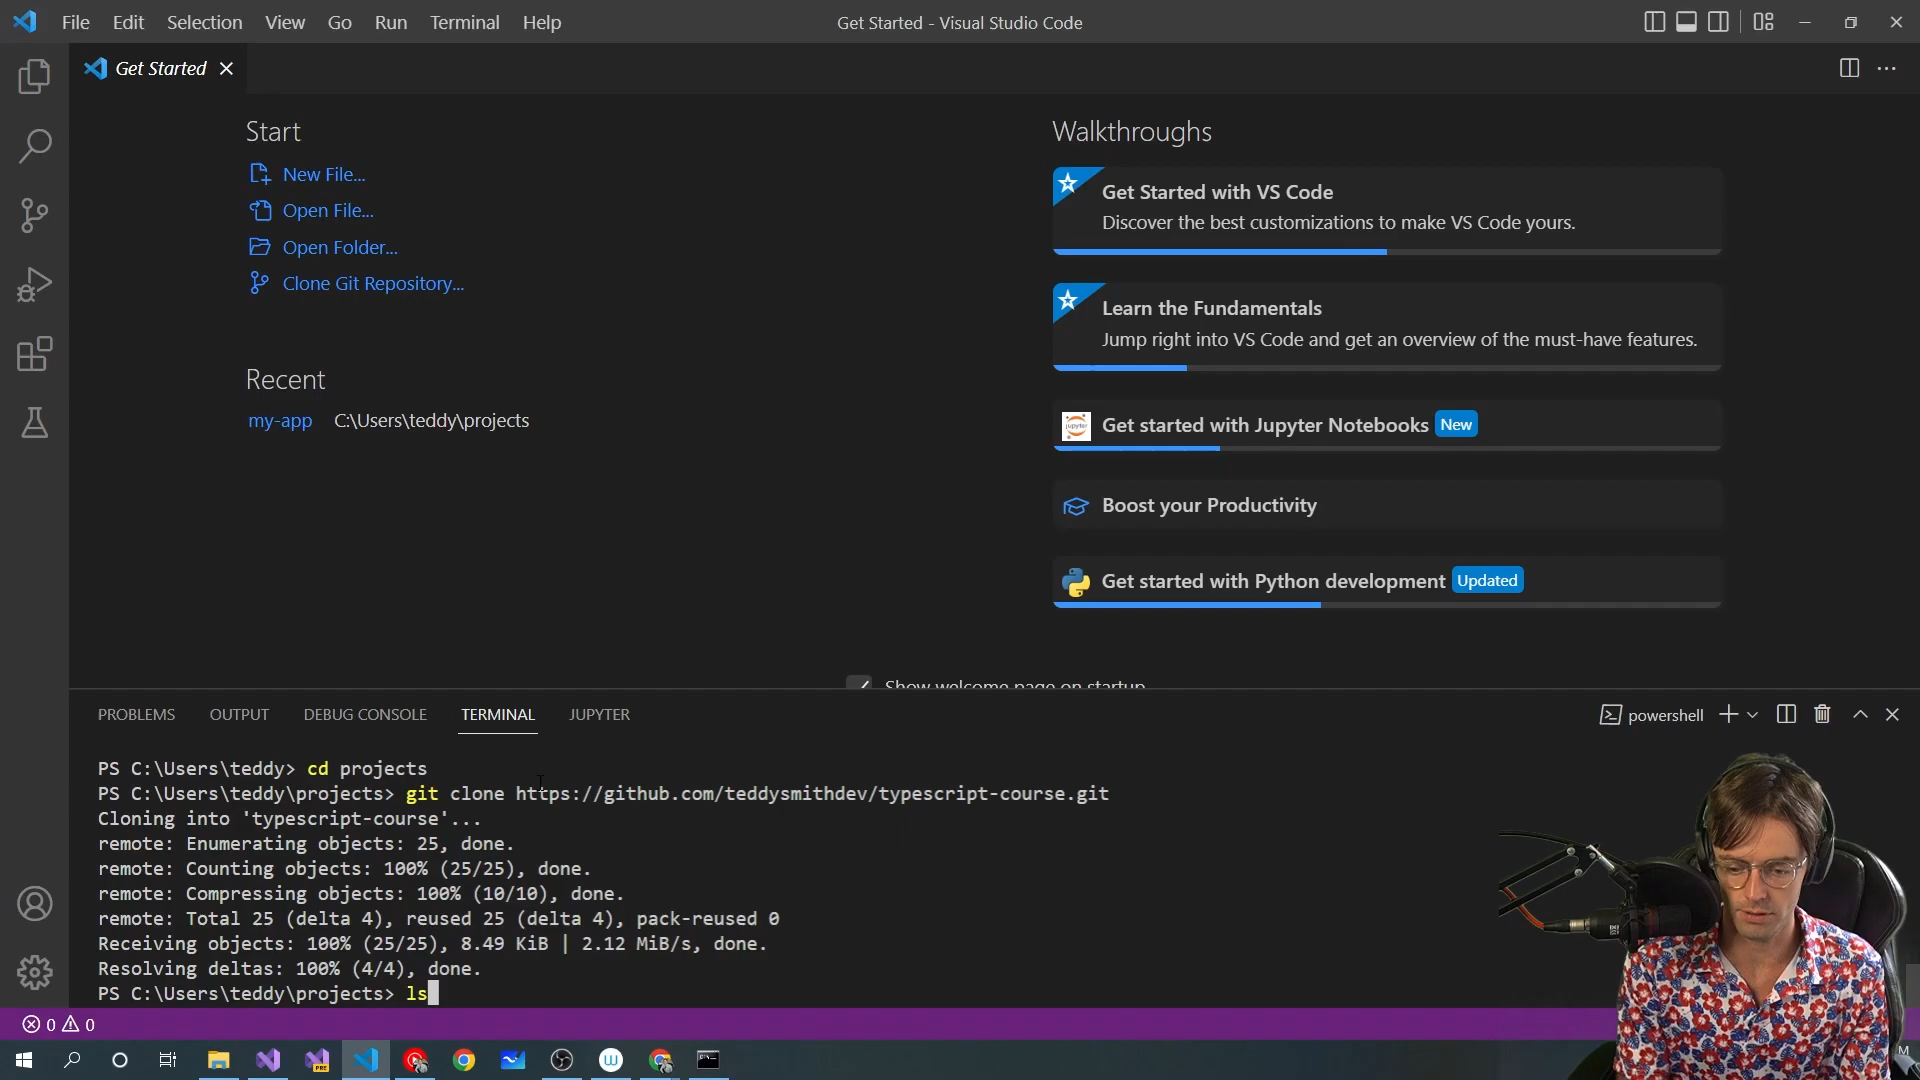 File Edit Selection View Go Run Terminal Help
Get Started - Visual Studio Code
Get Started
Start
New File...
Open File...
Open Folder...
Clone Git Repository...
Recent
my-app C:\Users\teddy\projects
Walkthroughs
Get Started with VS Code
Discover the best customizations to make VS Code yours.
Learn the Fundamentals
Jump right into VS Code and get an overview of the must-have features.
jupyter
Get started with Jupyter Notebooks New
Boost your Productivity
Get started with Python development Updated
Show welcome page on startup
PROBLEMS OUTPUT DEBUG CONSOLE TERMINAL JUPYTER
powershell
PS C:\Users\teddy> cd projects
PS C:\Users\teddy\projects> git clone https://github.com/teddysmithdev/typescript-course.git
Cloning into 'typescript-course'...
remote: Enumerating objects: 25, done.
remote: Counting objects: 100% (25/25), done.
remote: Compressing objects: 100% (10/10), done.
remote: Total 25 (delta 4), reused 25 (delta 4), pack-reused 0
Receiving objects: 100% (25/25), 8.49 KiB | 2.12 MiB/s, done.
Resolving deltas: 100% (4/4), done.
PS C:\Users\teddy\projects> ls
0 0
PRE
W
M